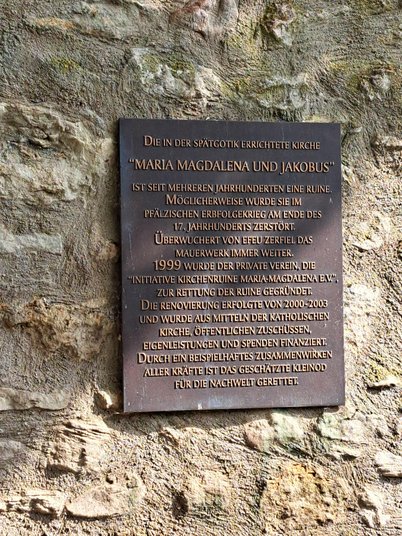 Die in der Spätgotik errichtete Kirche
"MARIA MAGDALENA UND JAKOBUS"
ist seit mehreren Jahrhunderten eine Ruine.
Möglicherweise wurde sie im
Pfälzischen Erbfolgekrieg am Ende des
17. Jahrhunderts zerstört.
Überwuchert von Efeu zerfiel das
Mauerwerk immer weiter.
1999 wurde der private Verein, die
"Initiative Kirchenruine Maria-Magdalena e.V.",
zur Rettung der Ruine gegründet.
Die Renovierung erfolgte von 2000-2003
und wurde aus Mitteln der Katholischen
Kirche, öffentlichen Zuschüssen,
Eigenleistungen und Spenden finanziert.
Durch ein beispielhaftes Zusammenwirken
aller Kräfte ist das geschätzte Kleinod
für die Nachwelt gerettet.